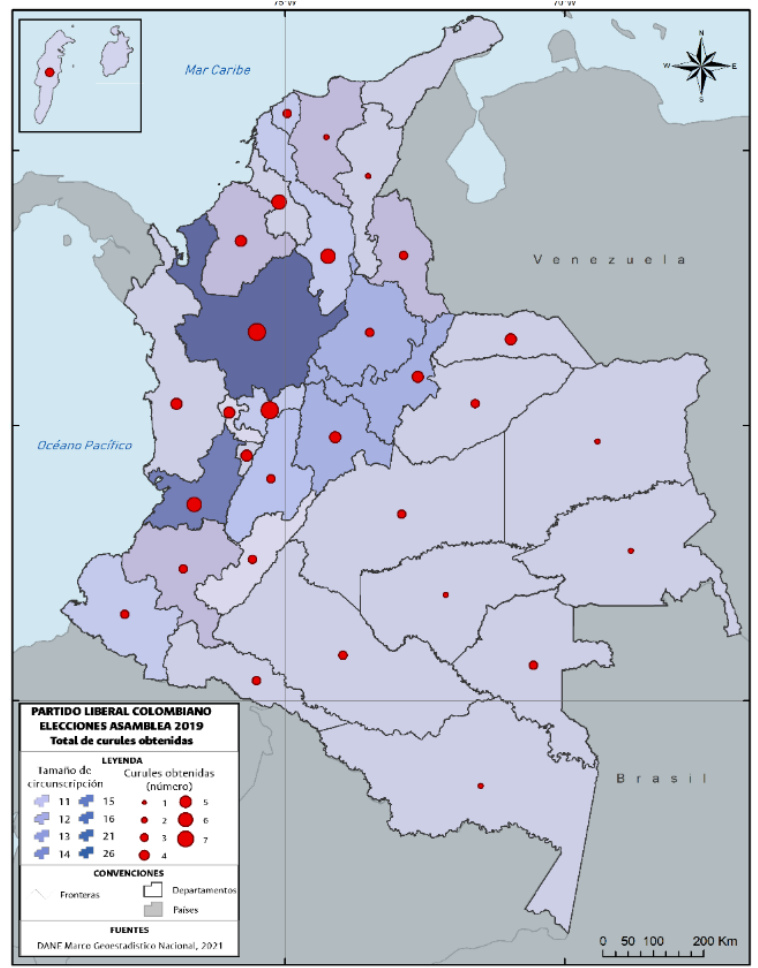 75°W 70°W
N
W E
S
Mar Caribe
Venezuela
Océano Pacífico
Brasil
PARTIDO LIBERAL COLOMBIANO
ELECCIONES ASAMBLEA 2019
Total de curules obtenidas
LEYENDA
Tamaño de circunscripción
11 15
12 16
13 21
14 26
Curules obtenidas
(número)
1 5
2 6
3 7
4
CONVENCIONES
Fronteras
Departamentos
Países
FUENTES
DANE Marco Geoestadístico Nacional, 2021
0 50 100 200 Km